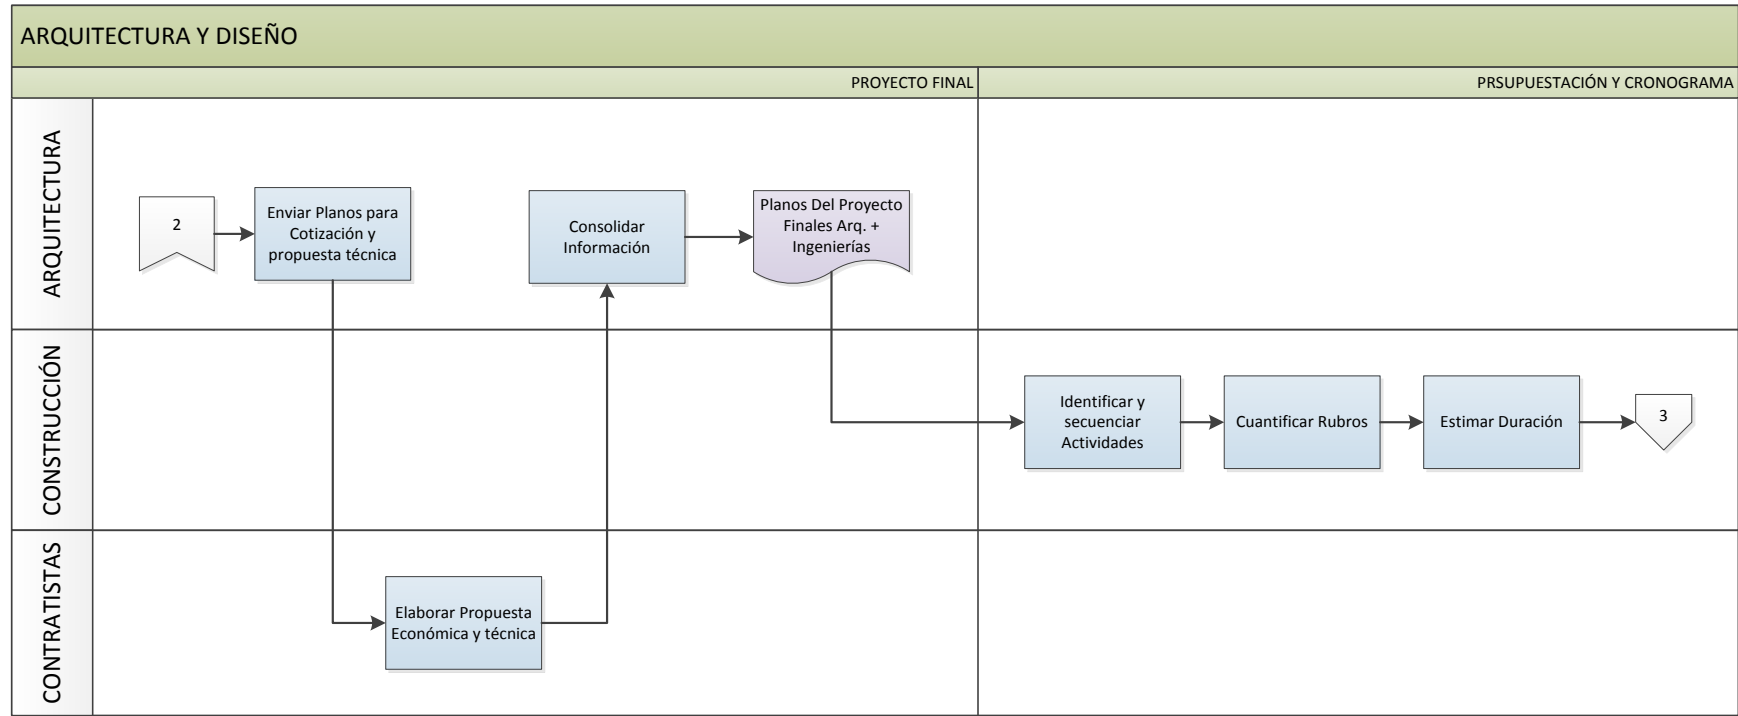 ARQUITECTURA Y DISEÑO
PROYECTO FINAL
PRSUPUESTACIÓN Y CRONOGRAMA
ARQUITECTURA
2
Enviar Planos para
Cotización y
propuesta técnica
Consolidar
Información
Planos Del Proyecto
Finales Arq. +
Ingenierías
CONSTRUCCIÓN
Identificar y
secuenciar
Actividades
Cuantificar Rubros
Estimar Duración
3
CONTRATISTAS
Elaborar Propuesta
Económica y técnica